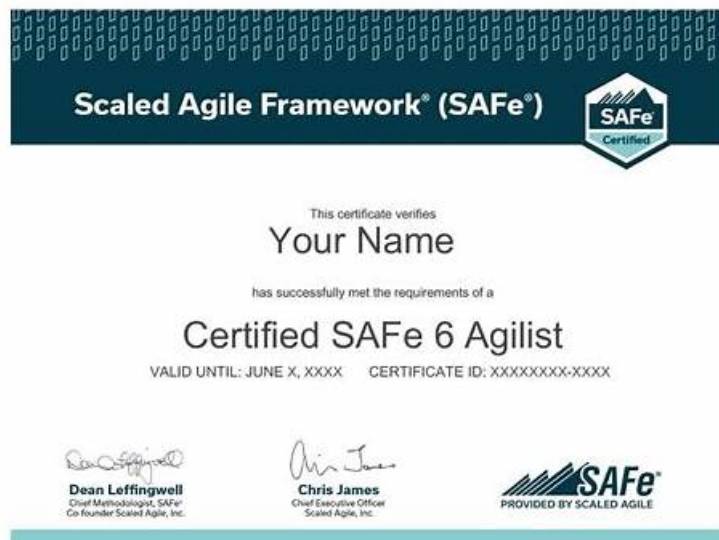 Scaled Agile Framework® (SAFe®)
SAFe®
Certified
This certificate verifies
Your Name
has successfully met the requirements of a
Certified SAFe 6 Agilist
VALID UNTIL: JUNE X, XXXX CERTIFICATE ID: XXXXXXXX-XXXX
Dean Leffingwell
Chief Methodologist, SAFe®
Co founder Scaled Agile, Inc.
Chris James
Chief Executive Officer
Scaled Agile, Inc.
SAFe®
PROVIDED BY SCALED AGILE